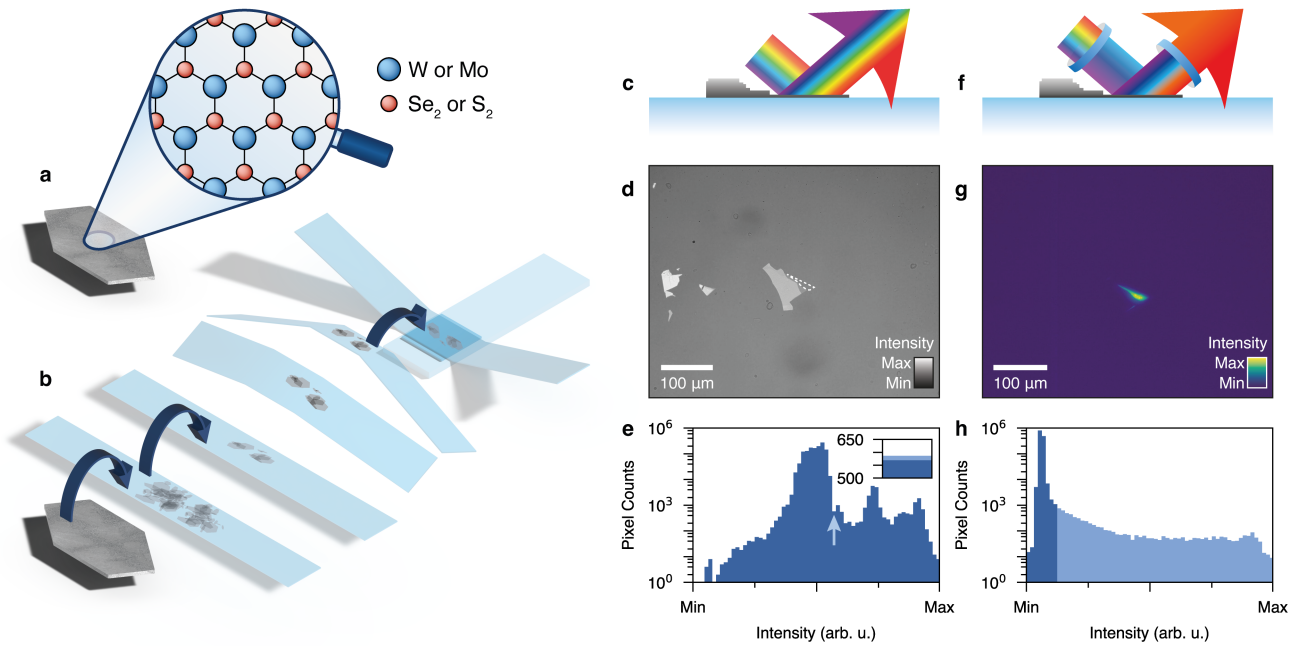 W or Mo
Se2 or S2
a
b
c
f
d
Intensity
Max
Min
100 μm
g
Intensity
Max
Min
100 μm
e
10^6
10^3
10^0
Pixel Counts
650
500
Min
Max
Intensity (arb. u.)
h
10^6
10^3
10^0
Pixel Counts
Min
Max
Intensity (arb. u.)